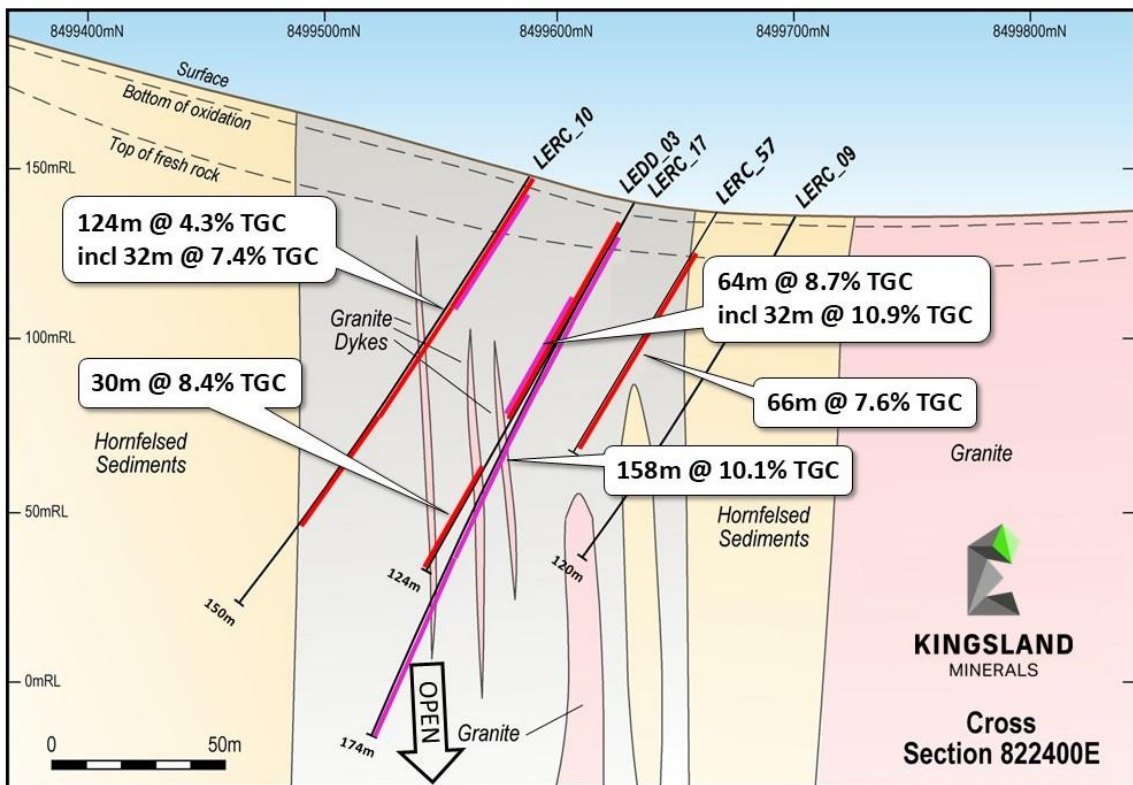 8499400mN
8499500mN
8499600mN
8499700mN
8499800mN
Surface
Bottom of oxidation
Top of fresh rock
LERC_10
LEDD_03
LERC_17
LERC_57
LERC_09
150mRL
124m @ 4.3% TGC
incl 32m @ 7.4% TGC
64m @ 8.7% TGC
incl 32m @ 10.9% TGC
Granite
Dykes
100mRL
30m @ 8.4% TGC
66m @ 7.6% TGC
Hornfelsed
Sediments
158m @ 10.1% TGC
Granite
50mRL
Hornfelsed
Sediments
124m
120m
150m
KINGSLAND
MINERALS
0mRL
OPEN
Granite
174m
0
50m
Cross
Section 822400E